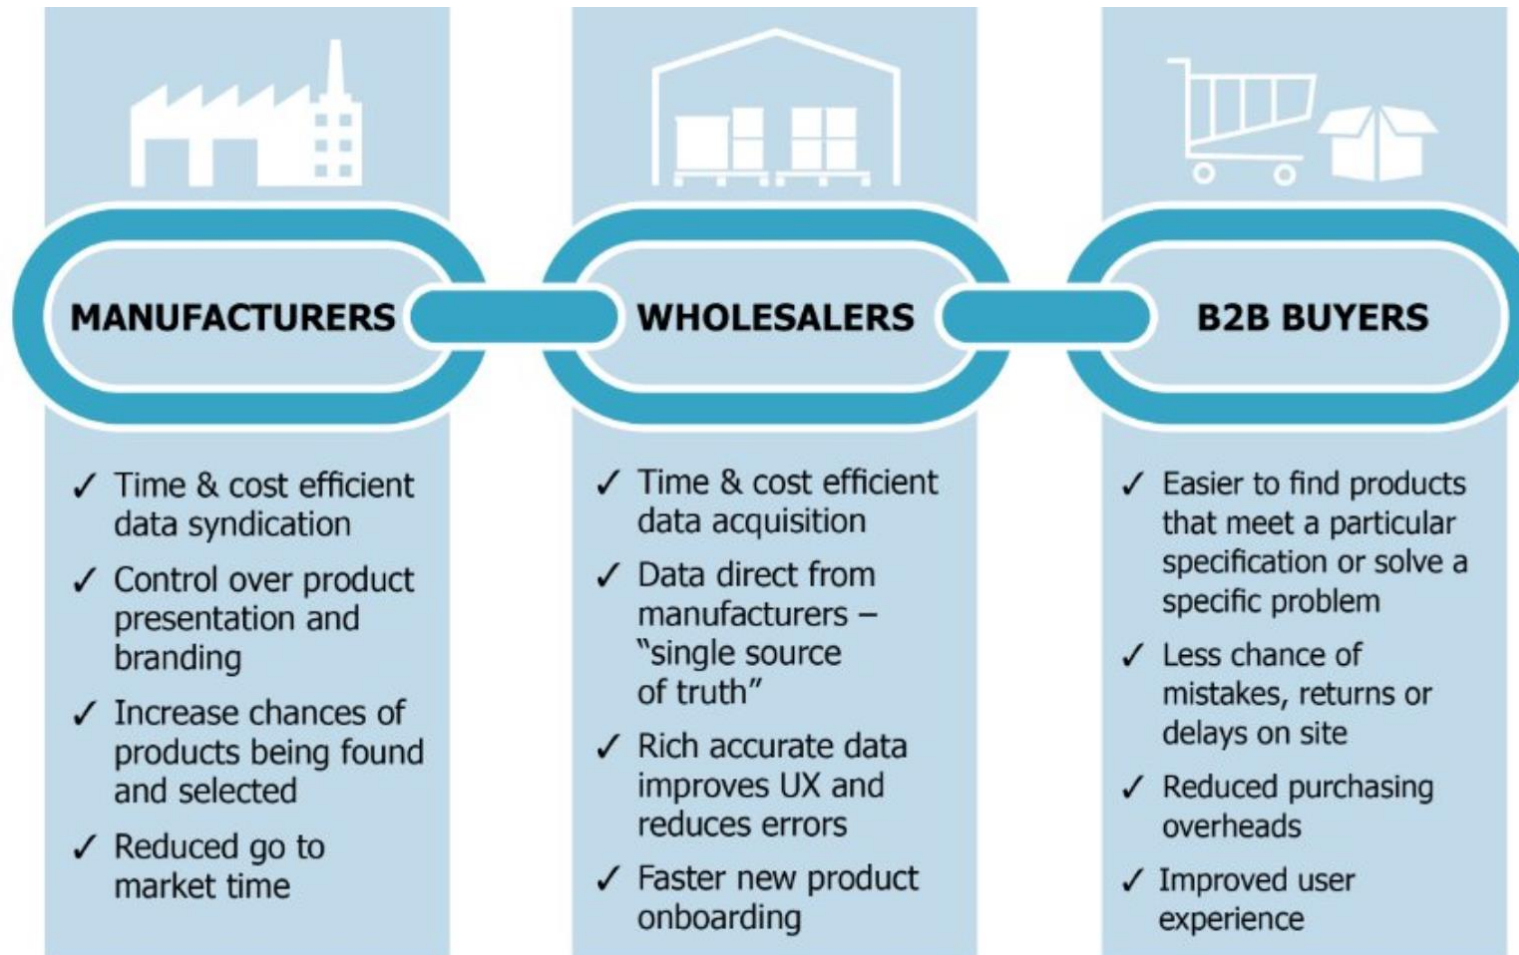 MANUFACTURERS
✓ Time & cost efficient
data syndication
✓ Control over product
presentation and
branding
✓ Increase chances of
products being found
and selected
✓ Reduced go to
market time
WHOLESALERS
✓ Time & cost efficient
data acquisition
✓ Data direct from
manufacturers –
“single source
of truth”
✓ Rich accurate data
improves UX and
reduces errors
✓ Faster new product
onboarding
B2B BUYERS
✓ Easier to find products
that meet a particular
specification or solve a
specific problem
✓ Less chance of
mistakes, returns or
delays on site
✓ Reduced purchasing
overheads
✓ Improved user
experience